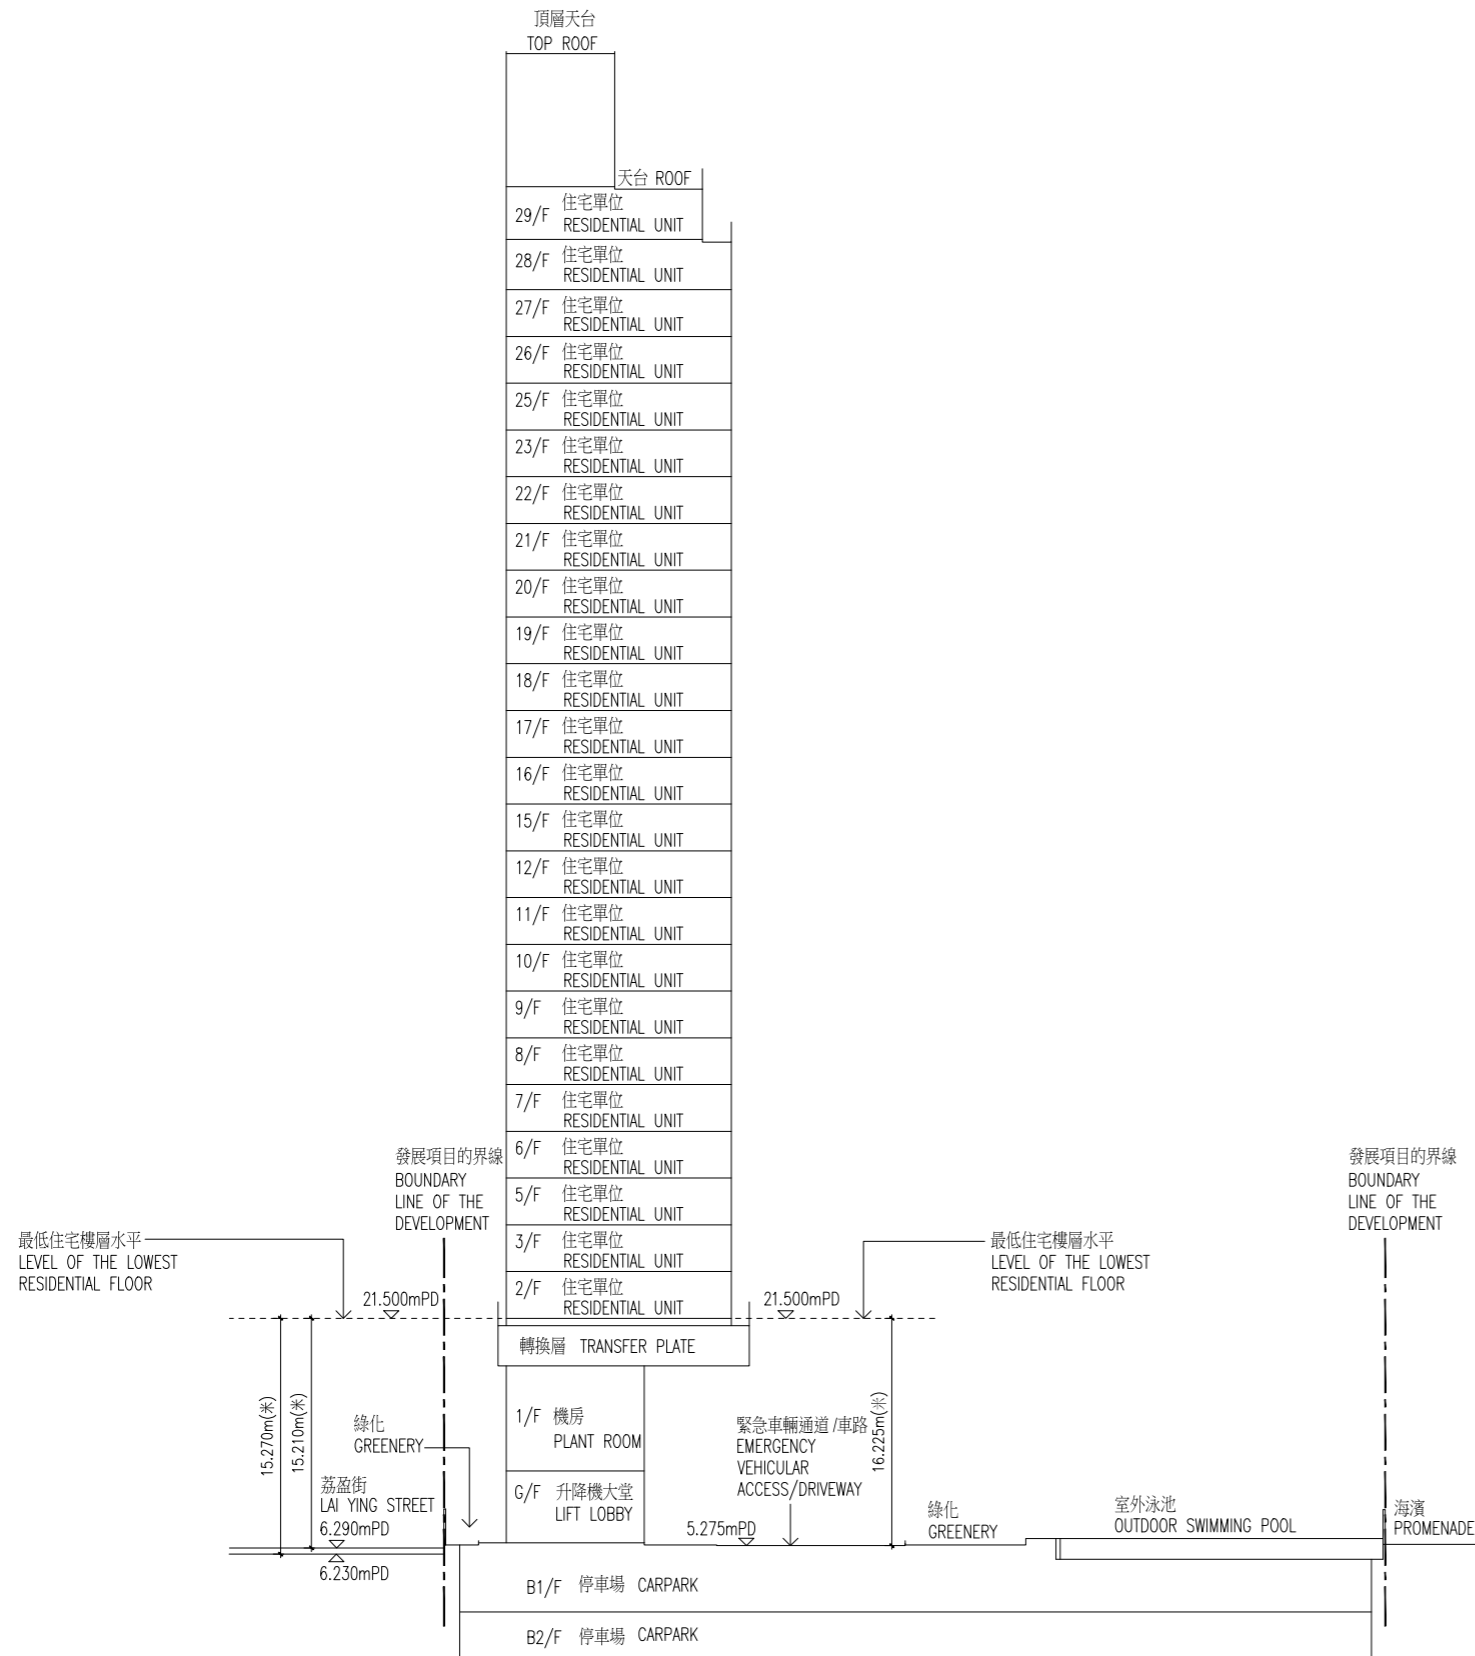 頂層天台
TOP ROOF
天台 ROOF
29/F 住宅單位
RESIDENTIAL UNIT
28/F 住宅單位
RESIDENTIAL UNIT
27/F 住宅單位
RESIDENTIAL UNIT
26/F 住宅單位
RESIDENTIAL UNIT
25/F 住宅單位
RESIDENTIAL UNIT
23/F 住宅單位
RESIDENTIAL UNIT
22/F 住宅單位
RESIDENTIAL UNIT
21/F 住宅單位
RESIDENTIAL UNIT
20/F 住宅單位
RESIDENTIAL UNIT
19/F 住宅單位
RESIDENTIAL UNIT
18/F 住宅單位
RESIDENTIAL UNIT
17/F 住宅單位
RESIDENTIAL UNIT
16/F 住宅單位
RESIDENTIAL UNIT
15/F 住宅單位
RESIDENTIAL UNIT
12/F 住宅單位
RESIDENTIAL UNIT
11/F 住宅單位
RESIDENTIAL UNIT
10/F 住宅單位
RESIDENTIAL UNIT
9/F 住宅單位
RESIDENTIAL UNIT
8/F 住宅單位
RESIDENTIAL UNIT
7/F 住宅單位
RESIDENTIAL UNIT
6/F 住宅單位
RESIDENTIAL UNIT
5/F 住宅單位
RESIDENTIAL UNIT
3/F 住宅單位
RESIDENTIAL UNIT
2/F 住宅單位
RESIDENTIAL UNIT
發展項目的界線
BOUNDARY
LINE OF THE
DEVELOPMENT
發展項目的界線
BOUNDARY
LINE OF THE
DEVELOPMENT
最低住宅樓層水平
LEVEL OF THE LOWEST
RESIDENTIAL FLOOR
最低住宅樓層水平
LEVEL OF THE LOWEST
RESIDENTIAL FLOOR
21.500mPD
21.500mPD
轉換層 TRANSFER PLATE
15.270m(米)
15.210m(米)
16.225m(米)
1/F 機房
PLANT ROOM
綠化
GREENERY
緊急車輛通道/車路
EMERGENCY
VEHICULAR
ACCESS/DRIVEWAY
荔盈街
LAI YING STREET
6.290mPD
6.230mPD
G/F 升降機大堂
LIFT LOBBY
5.275mPD
綠化
GREENERY
室外泳池
OUTDOOR SWIMMING POOL
海濱
PROMENADE
B1/F 停車場 CARPARK
B2/F 停車場 CARPARK